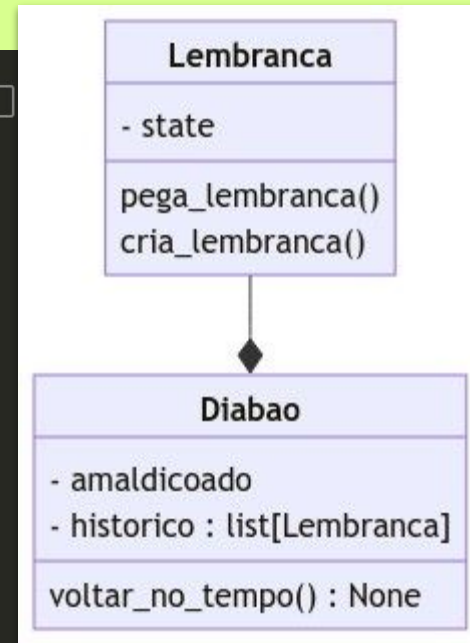 Lembranca
- state
pega_lembranca()
cria_lembranca()
Diabao
- amaldicoado
- historico : list[Lembranca]
voltar_no_tempo() : None